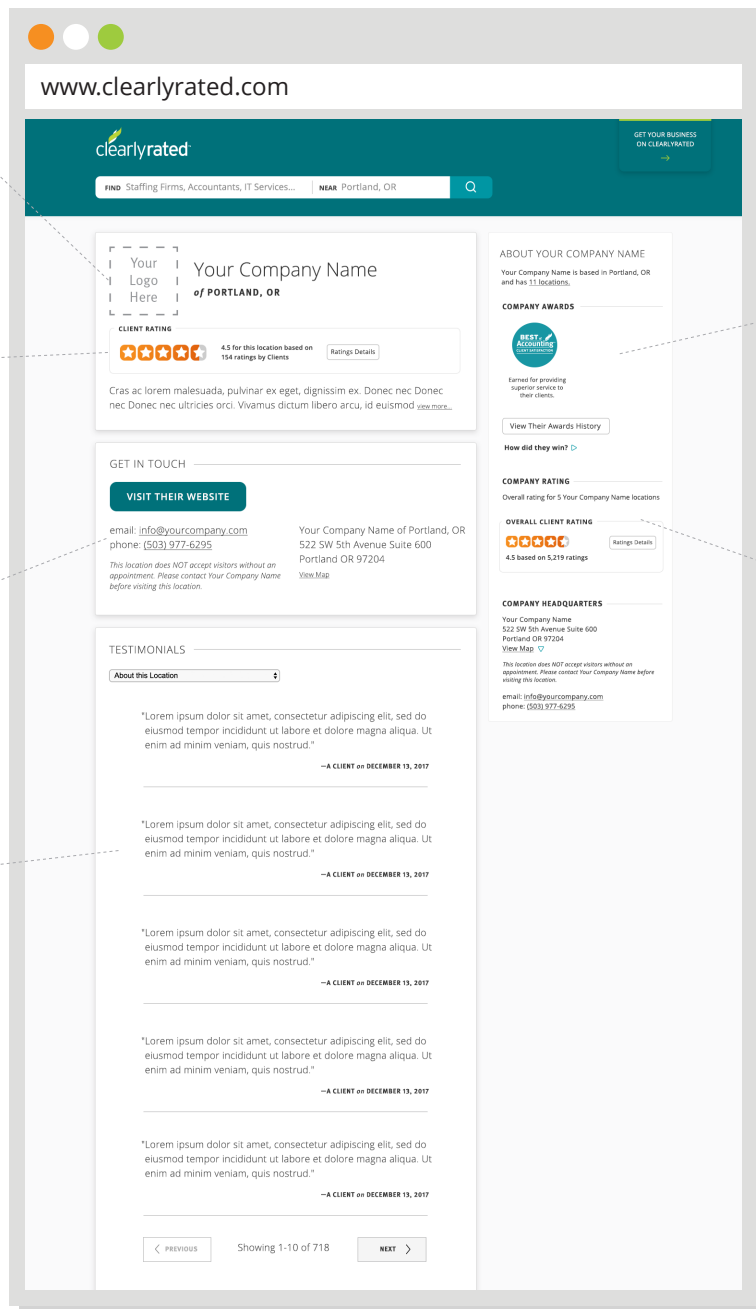 www.clearlyrated.com
clearlyrated
GET YOUR BUSINESS
ON CLEARLYRATED
FIND Staffing Firms, Accountants, IT Services... NEAR Portland, OR
Your
Logo
Here
Your Company Name
of PORTLAND, OR
CLIENT RATING
4.5 for this location based on
154 ratings by Clients
Ratings Details
Cras ac lorem malesuada, pulvinar ex eget, dignissim ex. Donec nec Donec
nec Donec nec ultricies orci. Vivamus dictum libero arcu, id euismod view more...
GET IN TOUCH
VISIT THEIR WEBSITE
email: info@yourcompany.com
phone: (503) 977-6295
This location does NOT accept visitors without an
appointment. Please contact Your Company Name
before visiting this location.
Your Company Name of Portland, OR
522 SW 5th Avenue Suite 600
Portland OR 97204
View Map
TESTIMONIALS
About this Location
"Lorem ipsum dolor sit amet, consectetur adipiscing elit, sed do
eiusmod tempor incididunt ut labore et dolore magna aliqua. Ut
enim ad minim veniam, quis nostrud."
—A CLIENT on DECEMBER 13, 2017
"Lorem ipsum dolor sit amet, consectetur adipiscing elit, sed do
eiusmod tempor incididunt ut labore et dolore magna aliqua. Ut
enim ad minim veniam, quis nostrud."
—A CLIENT on DECEMBER 13, 2017
"Lorem ipsum dolor sit amet, consectetur adipiscing elit, sed do
eiusmod tempor incididunt ut labore et dolore magna aliqua. Ut
enim ad minim veniam, quis nostrud."
—A CLIENT on DECEMBER 13, 2017
"Lorem ipsum dolor sit amet, consectetur adipiscing elit, sed do
eiusmod tempor incididunt ut labore et dolore magna aliqua. Ut
enim ad minim veniam, quis nostrud."
—A CLIENT on DECEMBER 13, 2017
"Lorem ipsum dolor sit amet, consectetur adipiscing elit, sed do
eiusmod tempor incididunt ut labore et dolore magna aliqua. Ut
enim ad minim veniam, quis nostrud."
—A CLIENT on DECEMBER 13, 2017
PREVIOUS
Showing 1-10 of 718
NEXT
ABOUT YOUR COMPANY NAME
Your Company Name is based in Portland, OR
and has 11 locations.
COMPANY AWARDS
BEST of
Accounting
CLIENT SATISFACTION
Earned for providing
superior service to
their clients.
View Their Awards History
How did they win?
COMPANY RATING
Overall rating for 5 Your Company Name locations
OVERALL CLIENT RATING
Ratings Details
4.5 based on 5,219 ratings
COMPANY HEADQUARTERS
Your Company Name
522 SW 5th Avenue Suite 600
Portland OR 97204
View Map
This location does NOT accept visitors without an
appointment. Please contact Your Company Name before
visiting this location.
email: info@yourcompany.com
phone: (503) 977-6295